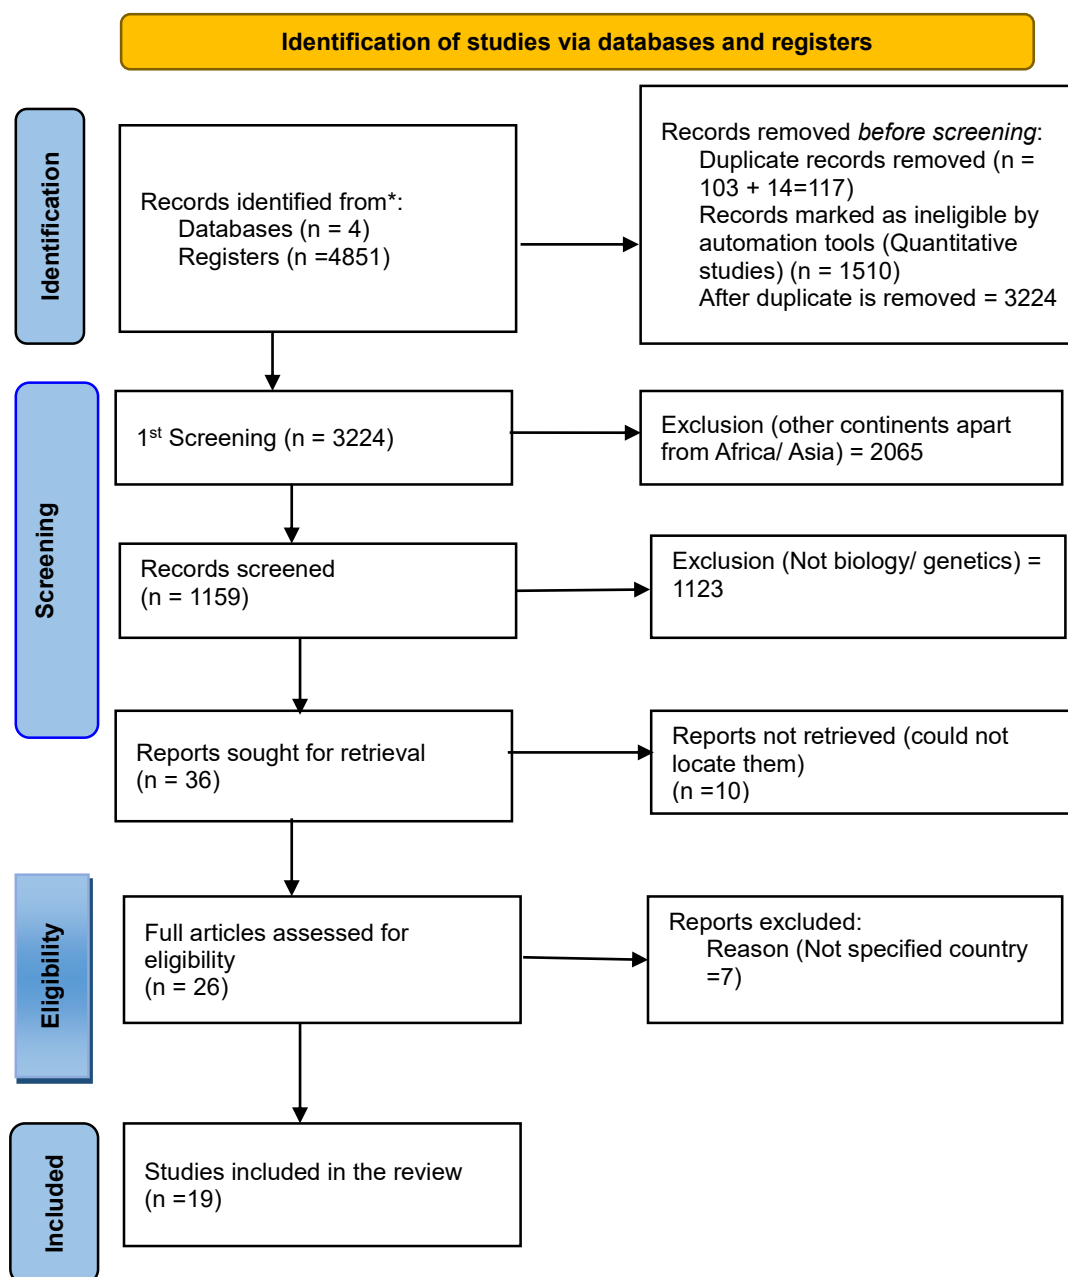 Identification of studies via databases and registers
Identification
Records identified from*:
Databases (n = 4)
Registers (n =4851)
Records removed before screening:
Duplicate records removed (n =
103 + 14=117)
Records marked as ineligible by
automation tools (Quantitative
studies) (n = 1510)
After duplicate is removed = 3224
Screening
1st Screening (n = 3224)
Exclusion (other continents apart
from Africa/ Asia) = 2065
Records screened
(n = 1159)
Exclusion (Not biology/ genetics) =
1123
Reports sought for retrieval
(n = 36)
Reports not retrieved (could not
locate them)
(n =10)
Eligibility
Full articles assessed for
eligibility
(n = 26)
Reports excluded:
Reason (Not specified country
=7)
Included
Studies included in the review
(n =19)